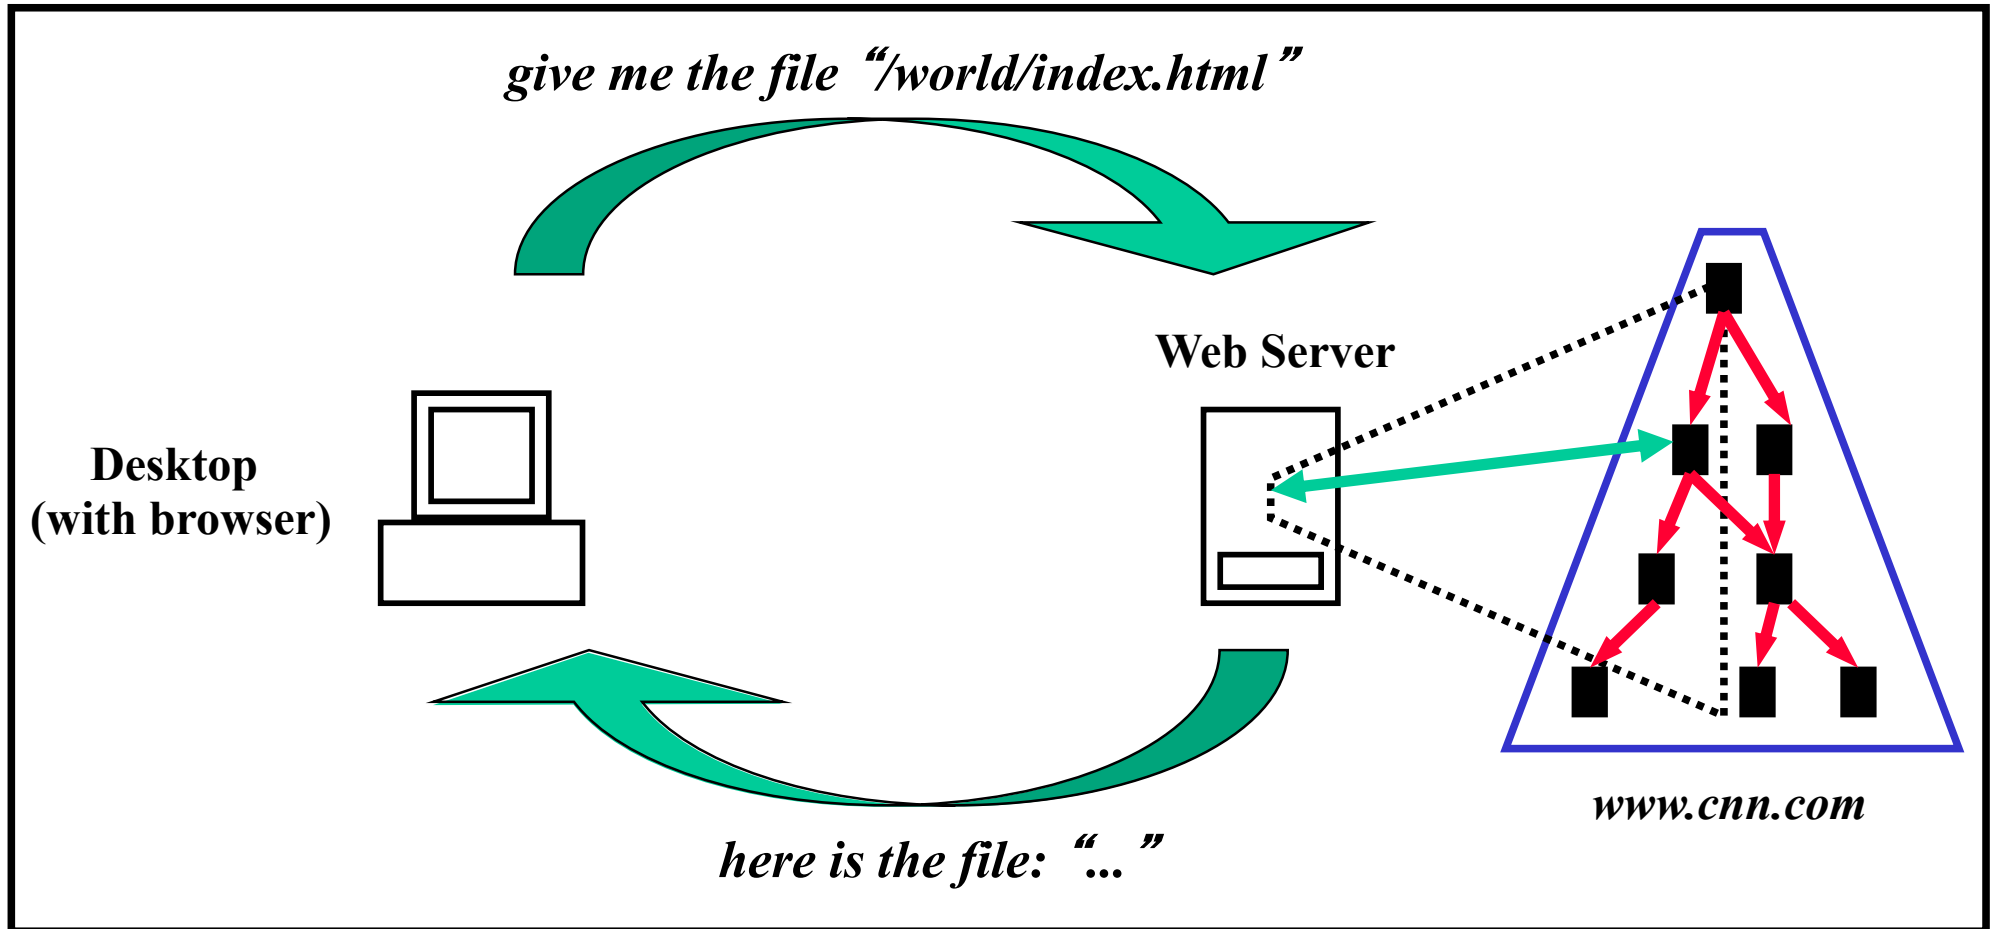 give me the file “/world/index.html”
Web Server
Desktop
(with browser)
www.cnn.com
here is the file: “...”